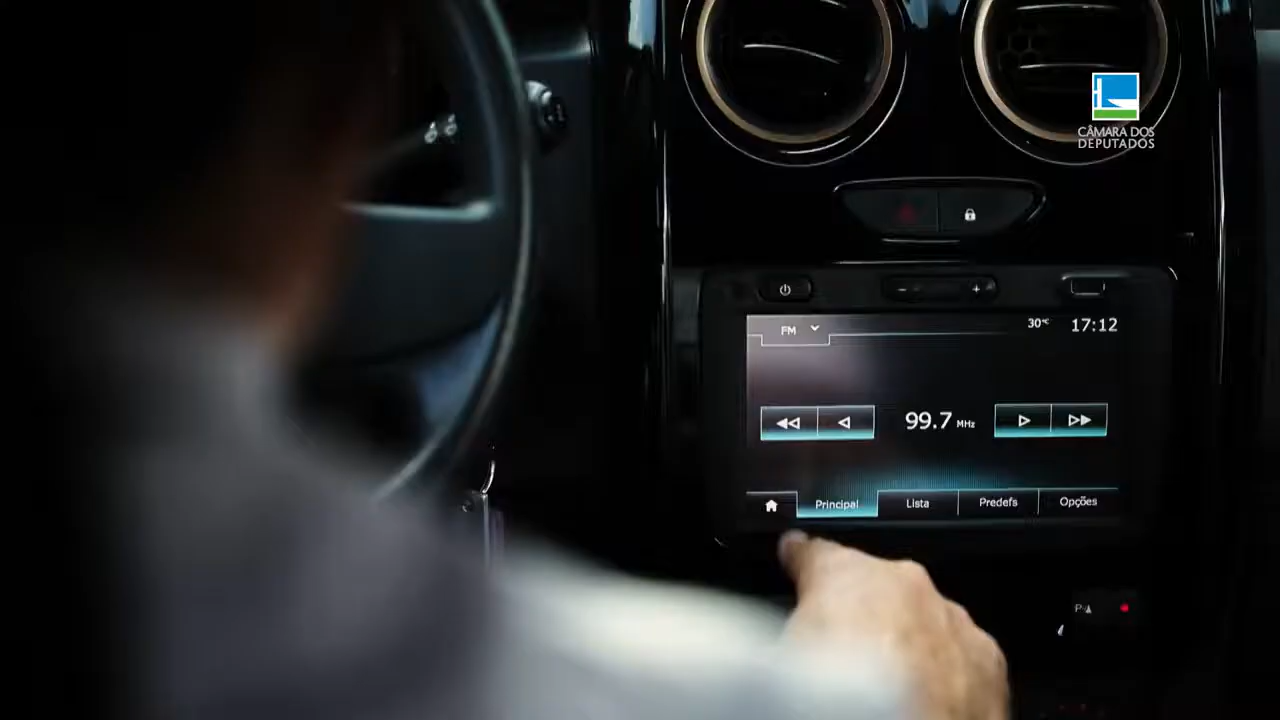 CÂMARA DOS
DEPUTADOS
FM
30°C
17:12
99.7 MHz
Principal
Lista
Predefs
Opções
P